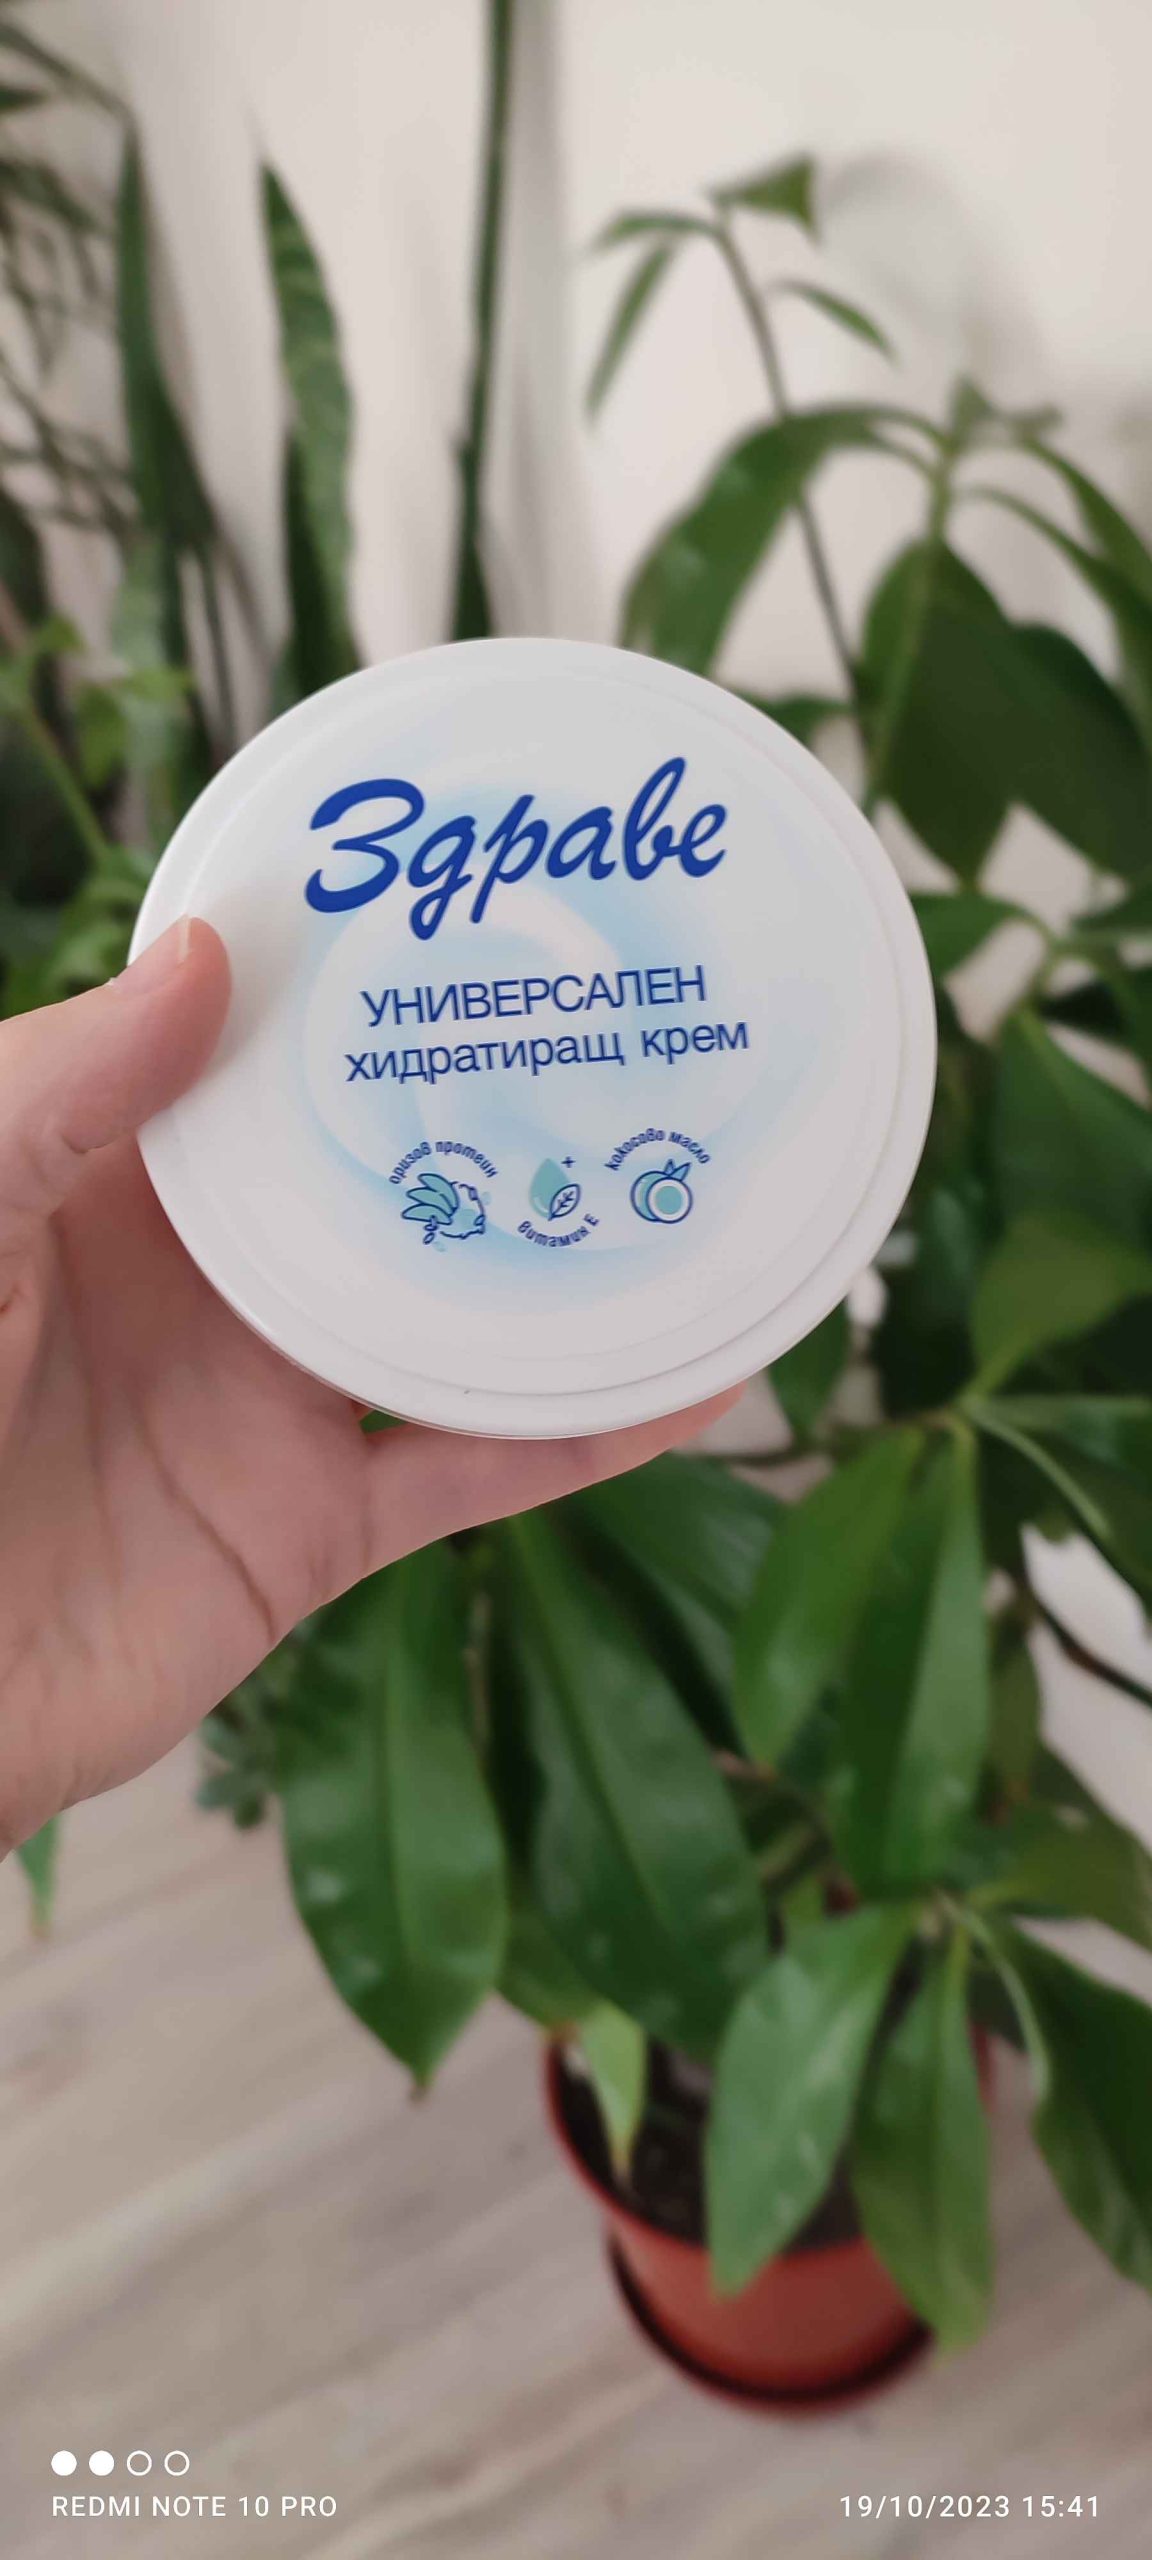 Здраве
УНИВЕРСАЛЕН
хидратиращ крем
оризов протеин
витамин Е
кокосово масло
REDMI NOTE 10 PRO
19/10/2023 15:41